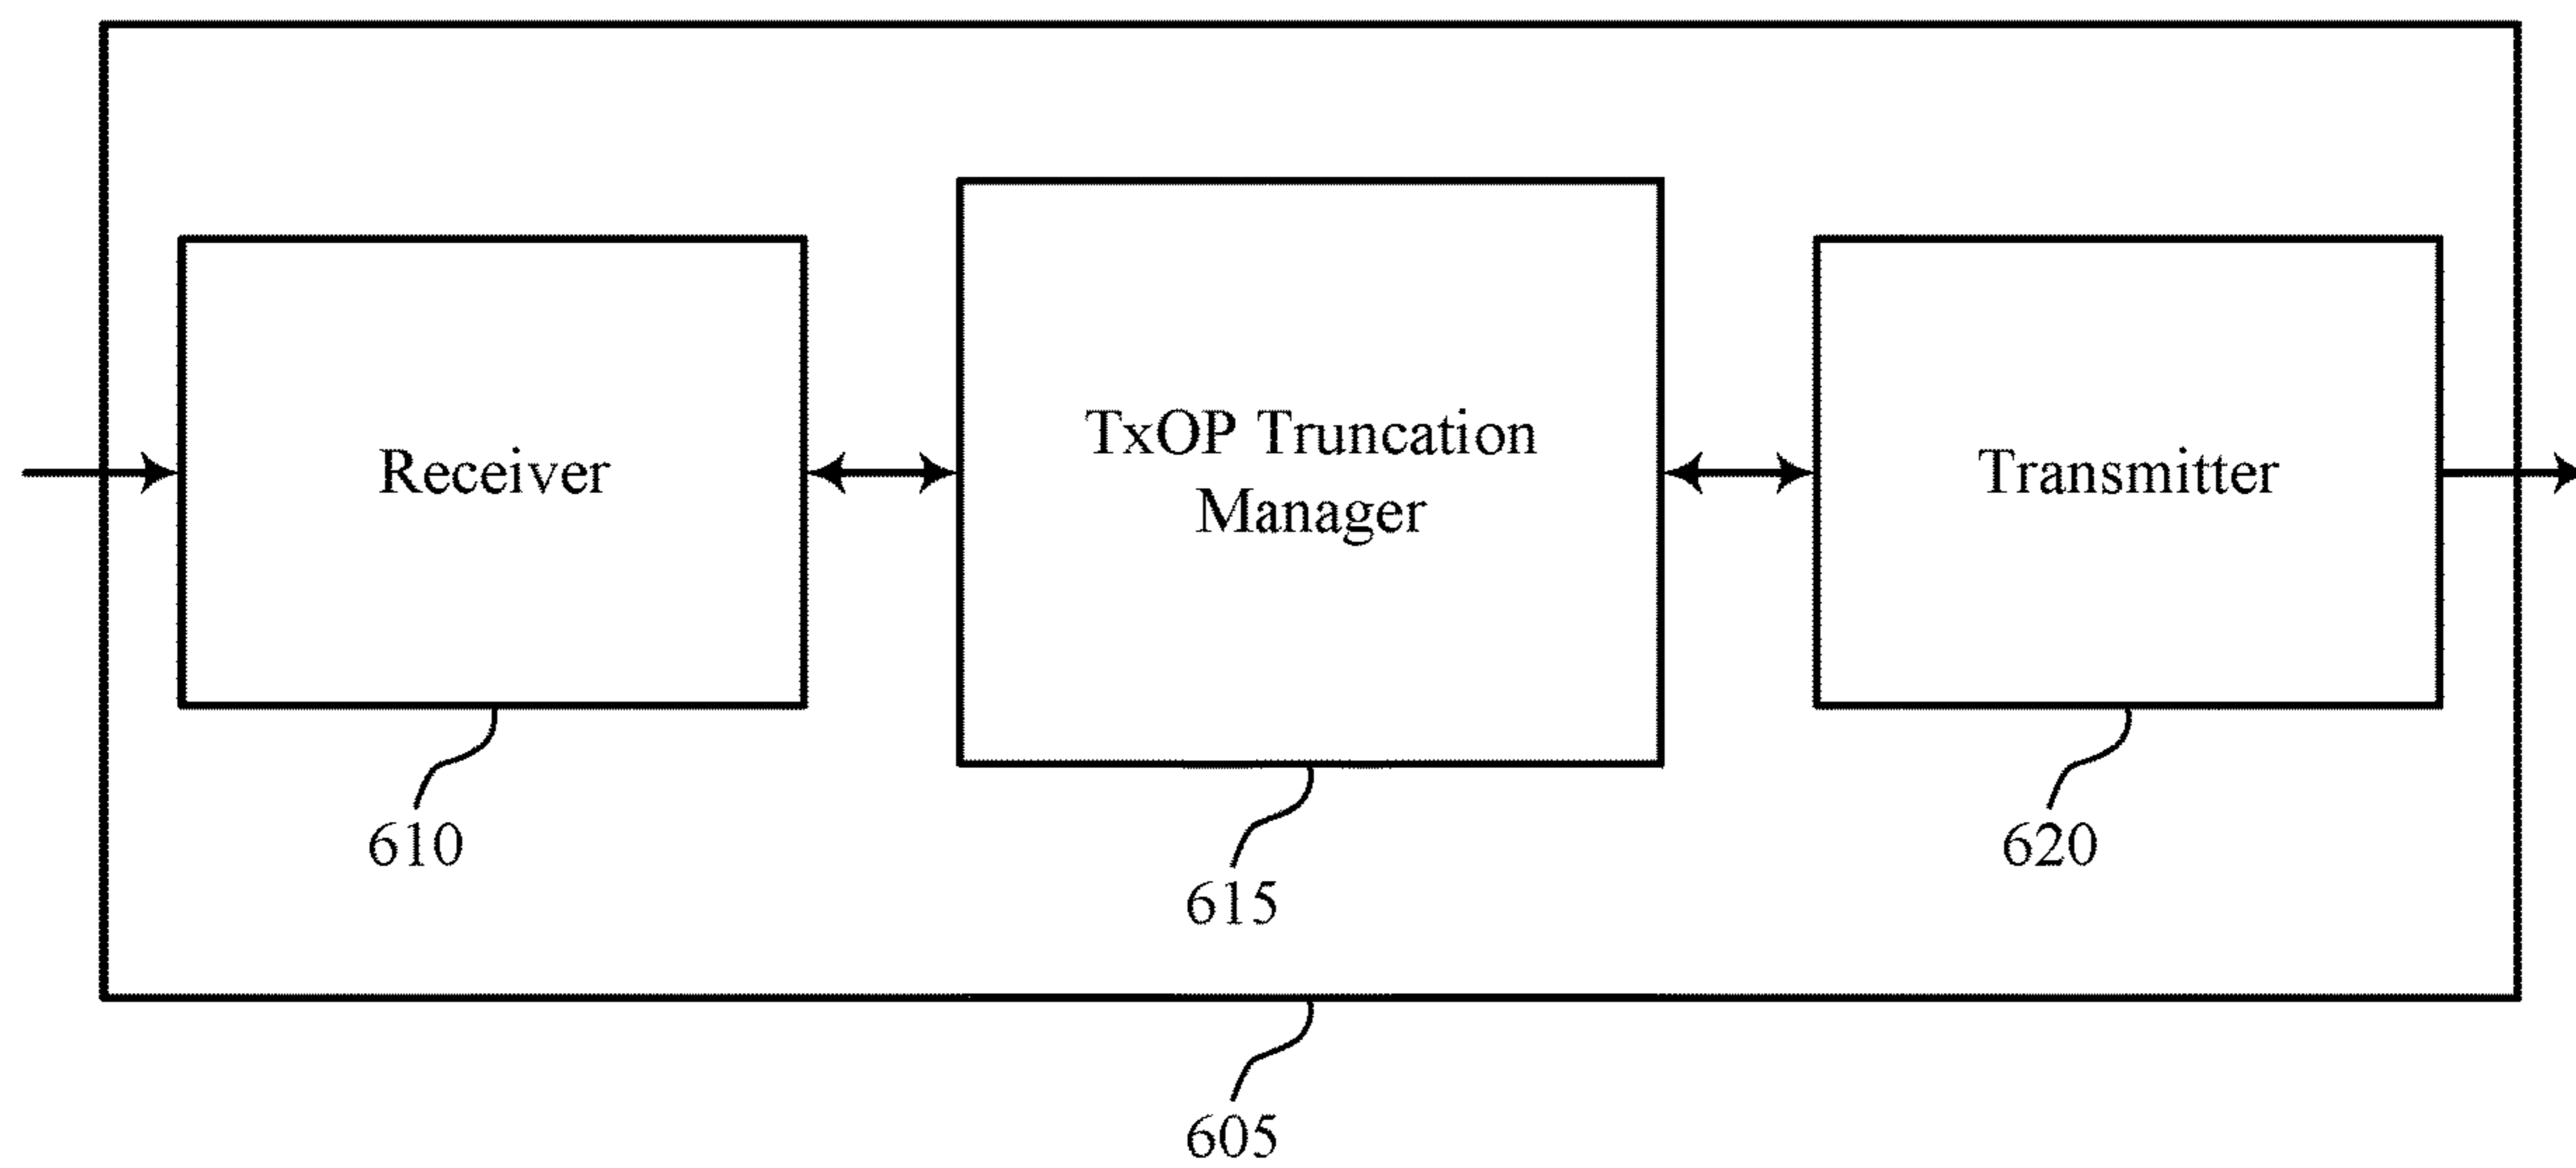 Receiver
TxOP Truncation
Manager
Transmitter
610
615
620
605